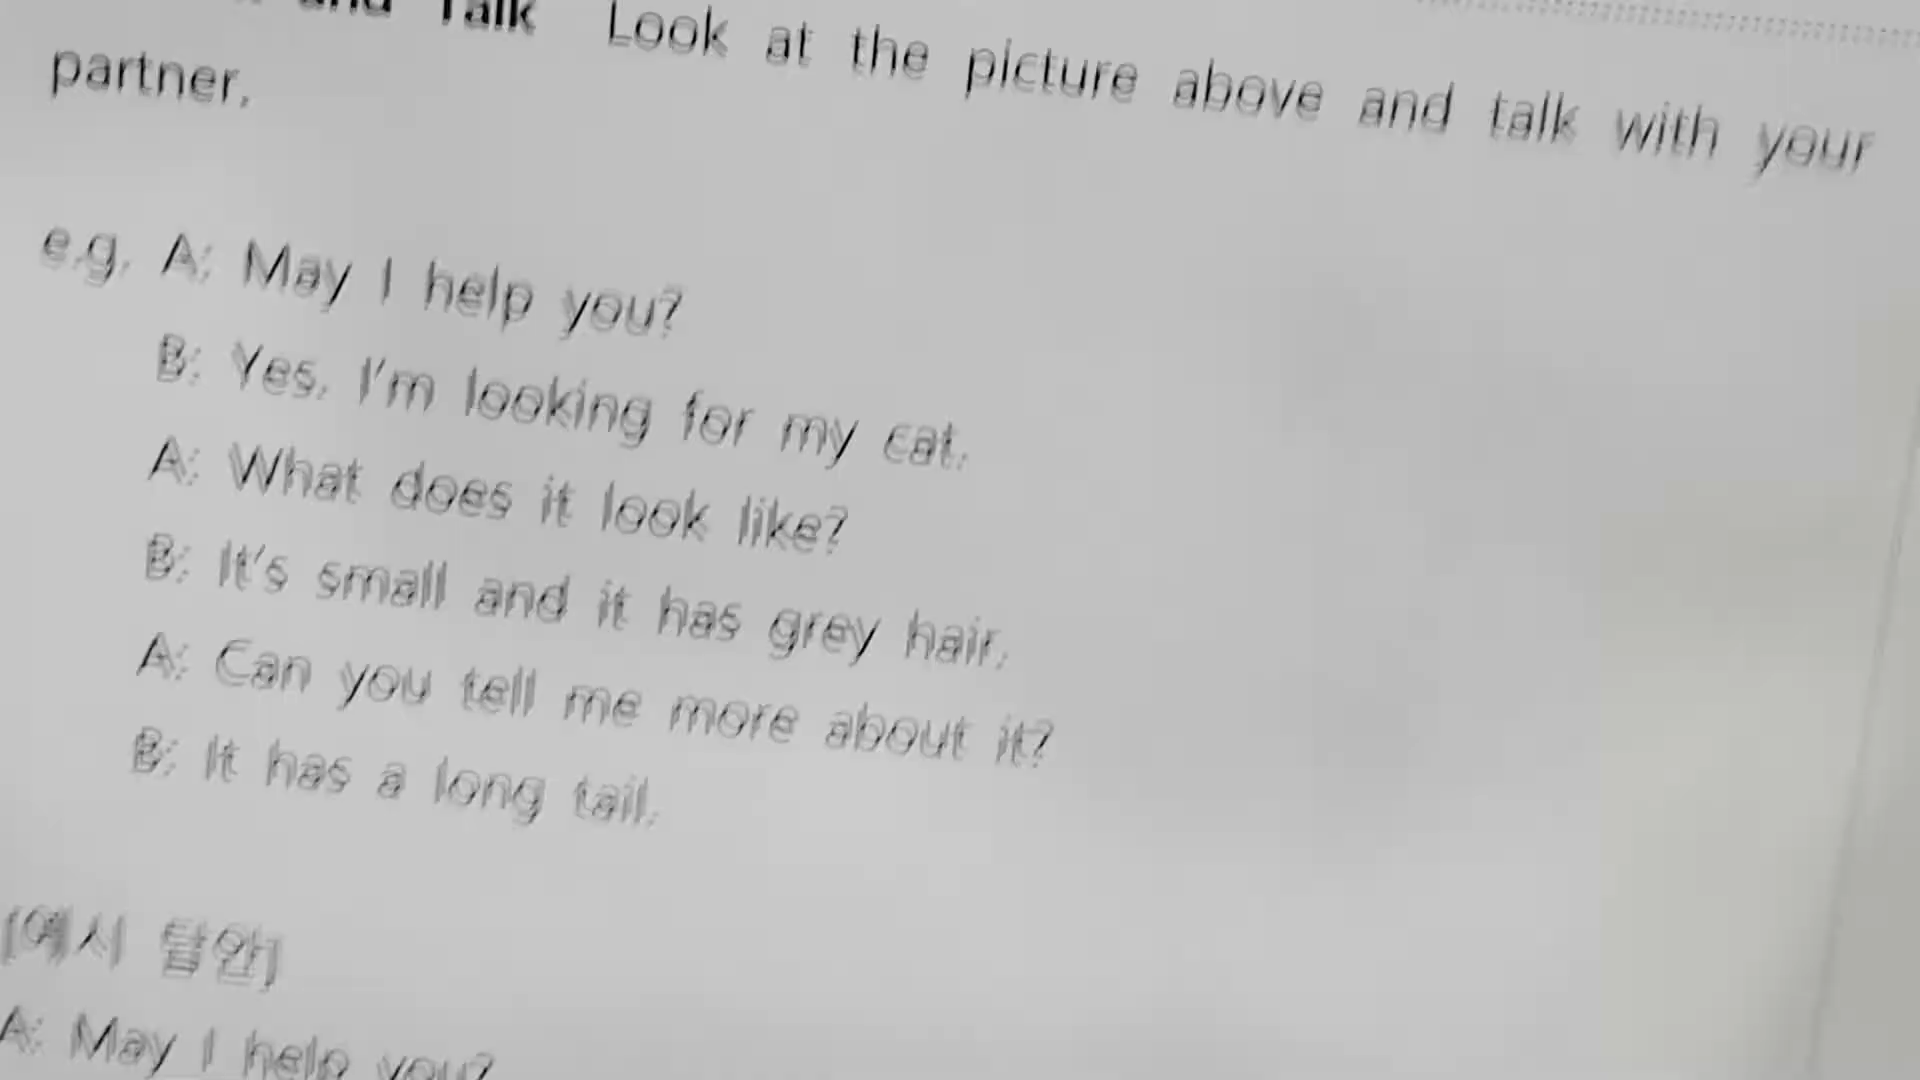 and Talk Look at the picture above and talk with your
partner.
e.g. A: May I help you?
B: Yes. I'm looking for my cat.
A: What does it look like?
B: It's small and it has grey hair.
A: Can you tell me more about it?
B: It has a long tail.
[예시 답안]
A: May I help you?